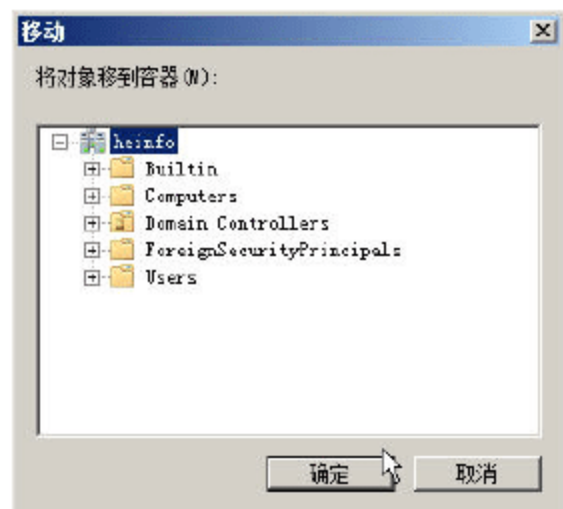 移动
将对象移到容器(M):
heinfo
Builtin
Computers
Domain Controllers
ForeignSecurityPrincipals
Users
确定
取消